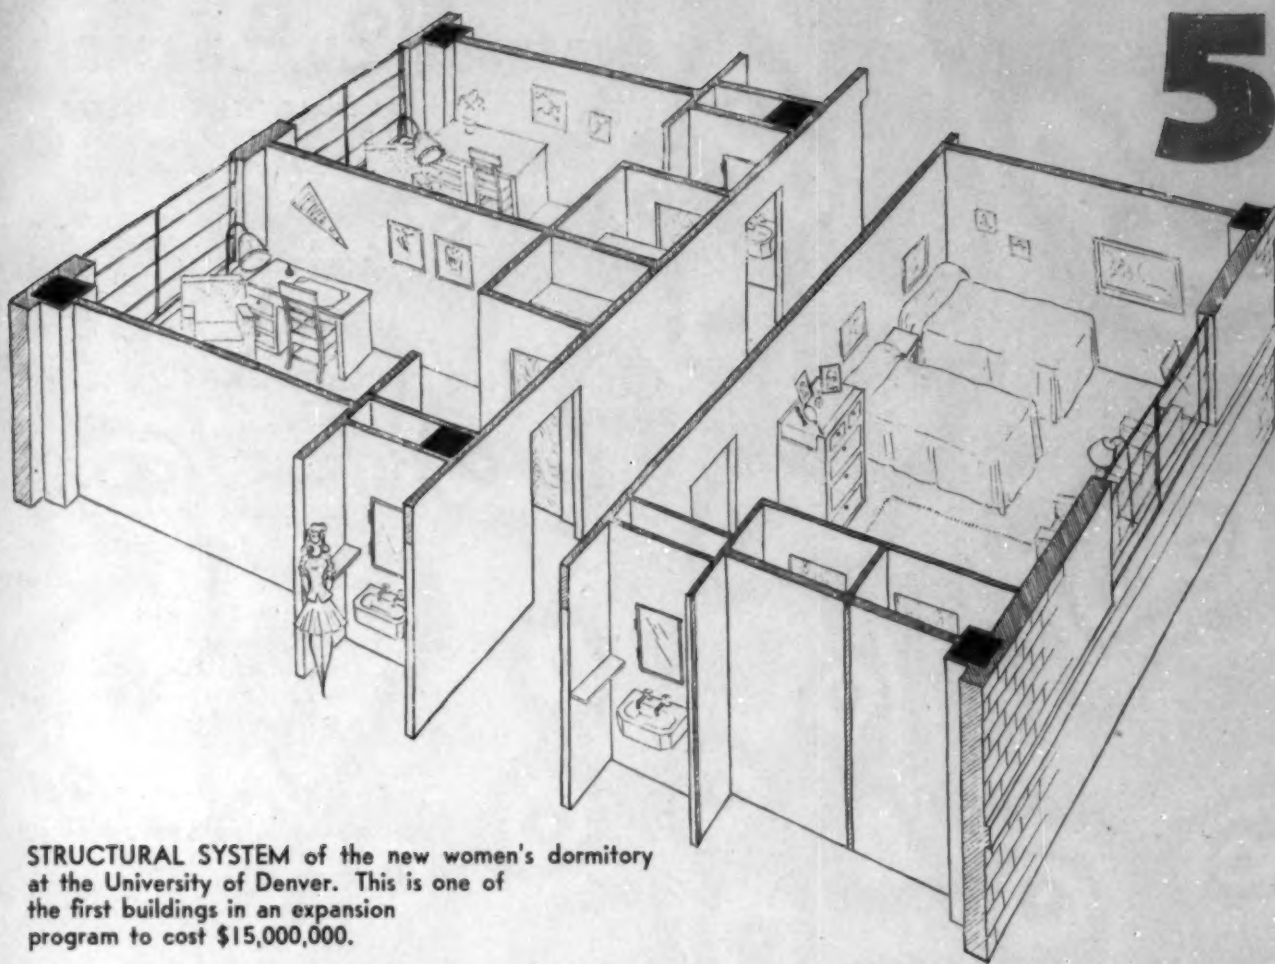 5
STRUCTURAL SYSTEM of the new women's dormitory
at the University of Denver. This is one of
the first buildings in an expansion
program to cost $15,000,000.